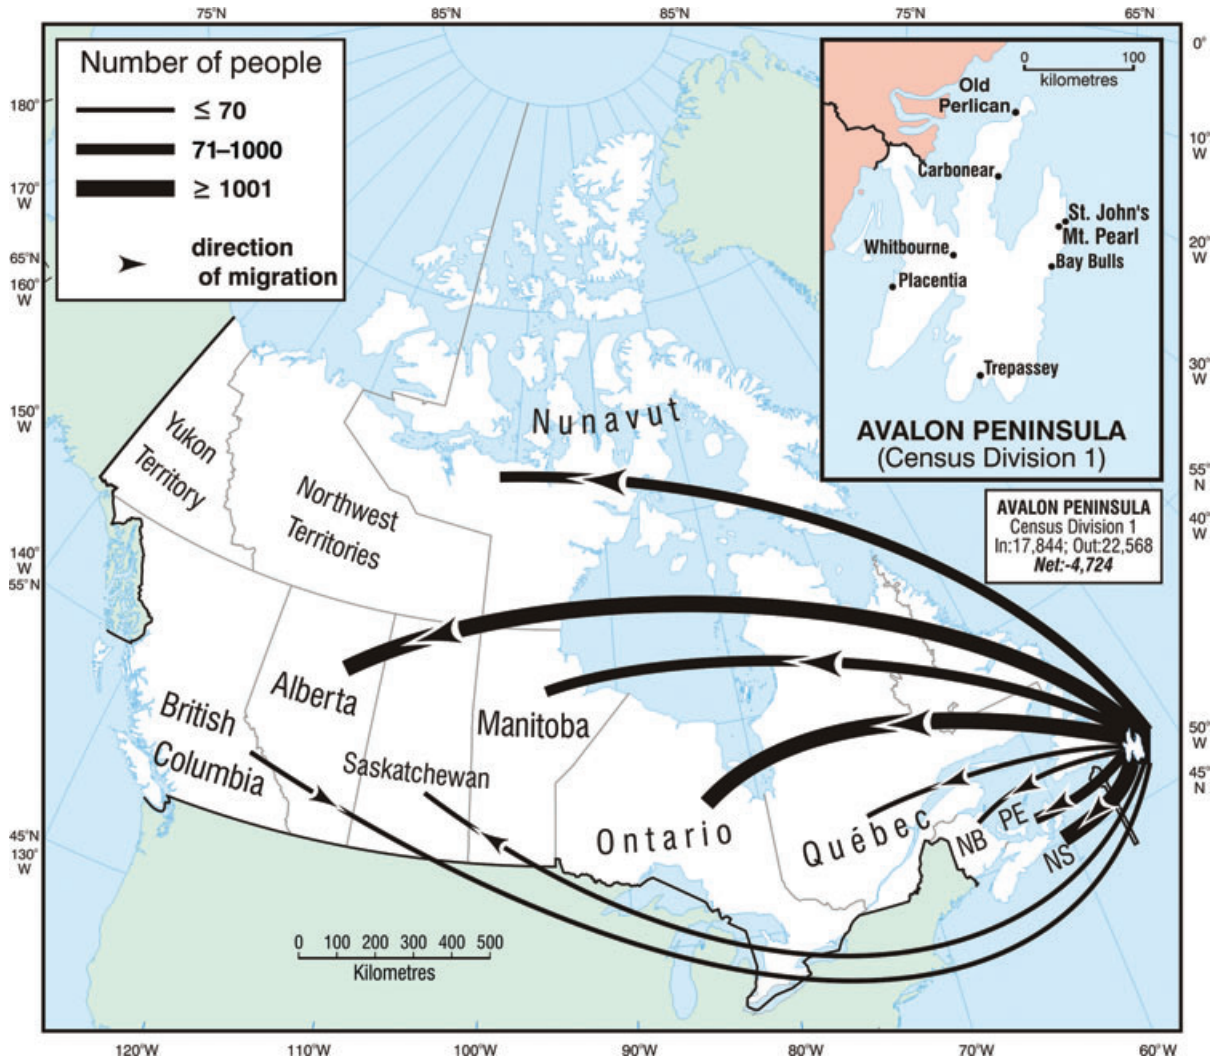 75°N
85°N
85°N
75°N
65°N
Number of people
≤ 70
71–1000
≥ 1001
direction
of migration
180°
170°
W
65°N
160°
W
150°
W
140°
W
55°N
45°N
130°
W
0°
10°
W
20°
W
30°
W
55°
N
40°
W
50°
W
45°
N
0 100
kilometres
Old
Perlican
Carbonear
St. John's
Mt. Pearl
Whitbourne
Bay Bulls
Placentia
Trepassey
AVALON PENINSULA
(Census Division 1)
AVALON PENINSULA
Census Division 1
In:17,844; Out:22,568
Net:-4,724
Yukon
Territory
Northwest
Territories
Nunavut
British
Columbia
Alberta
Saskatchewan
Manitoba
Ontario
Québec
NB
PE
NS
0 100 200 300 400 500
Kilometres
120°W
110°W
100°W
90°W
80°W
70°W
60°W